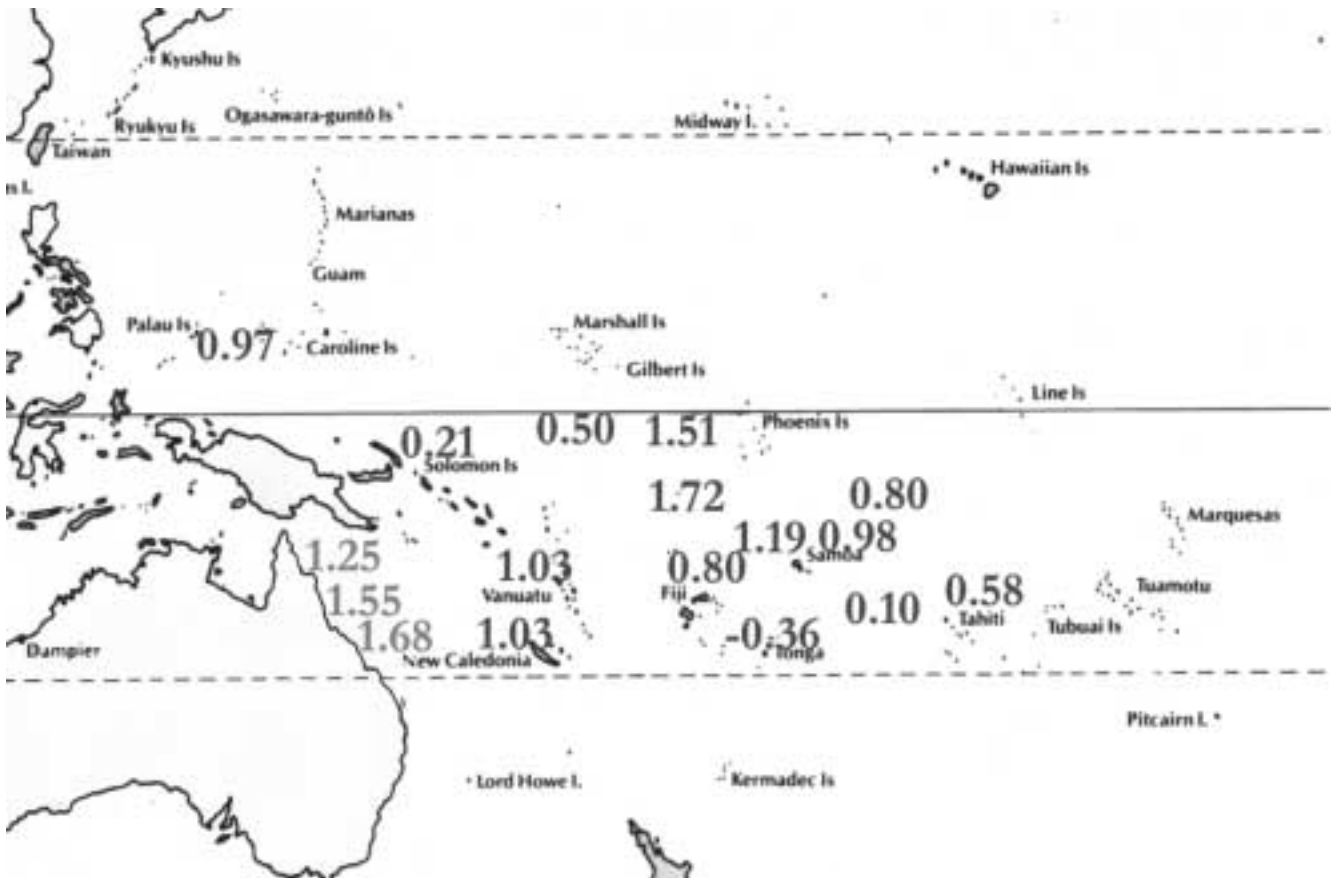 Kyushu Is
Ogasawara-guntô Is
Ryukyu Is
Midway I.
Taiwan
Hawaiian Is
s I.
Marianas
Guam
Palau Is
Marshall Is
0.97
Caroline Is
Gilbert Is
Line Is
Phoenis Is
0.21
0.50
1.51
Solomon Is
1.72
0.80
Marquesas
1.19
0.98
Samoa
1.25
1.03
0.80
Vanuatu
Fiji
0.58
Tuamotu
1.55
0.10
Tahiti
Tubuai Is
1.68
1.03
-0.36
Dampier
New Caledonia
Tonga
Pitcairn I.
Lord Howe I.
Kermadec Is